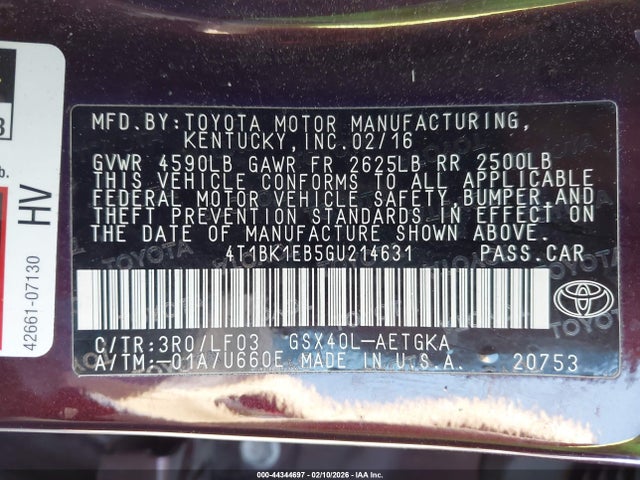 MFD.BY:TOYOTA MOTOR MANUFACTURING,
KENTUCKY,INC.02/16
GVWR 4590LB GAWR FR 2625LB RR 2500LB
THIS VEHICLE CONFORMS TO ALL APPLICABLE
FEDERAL MOTOR VEHICLE SAFETY,BUMPER,AND
THEFT PREVENTION STANDARDS IN EFFECT ON
THE DATE OF MANUFACTURE SHOWN ABOVE.
4T1BK1EB5GU214631 PASS.CAR
C/TR:3R0/LF03 GSX40L-AETGKA
A/TM:-01A/U660E MADE IN U.S.A. 20753
TOYOTA
HV
42661-07130
b.
3
000-44344697 - 02/10/2026 - IAA Inc.